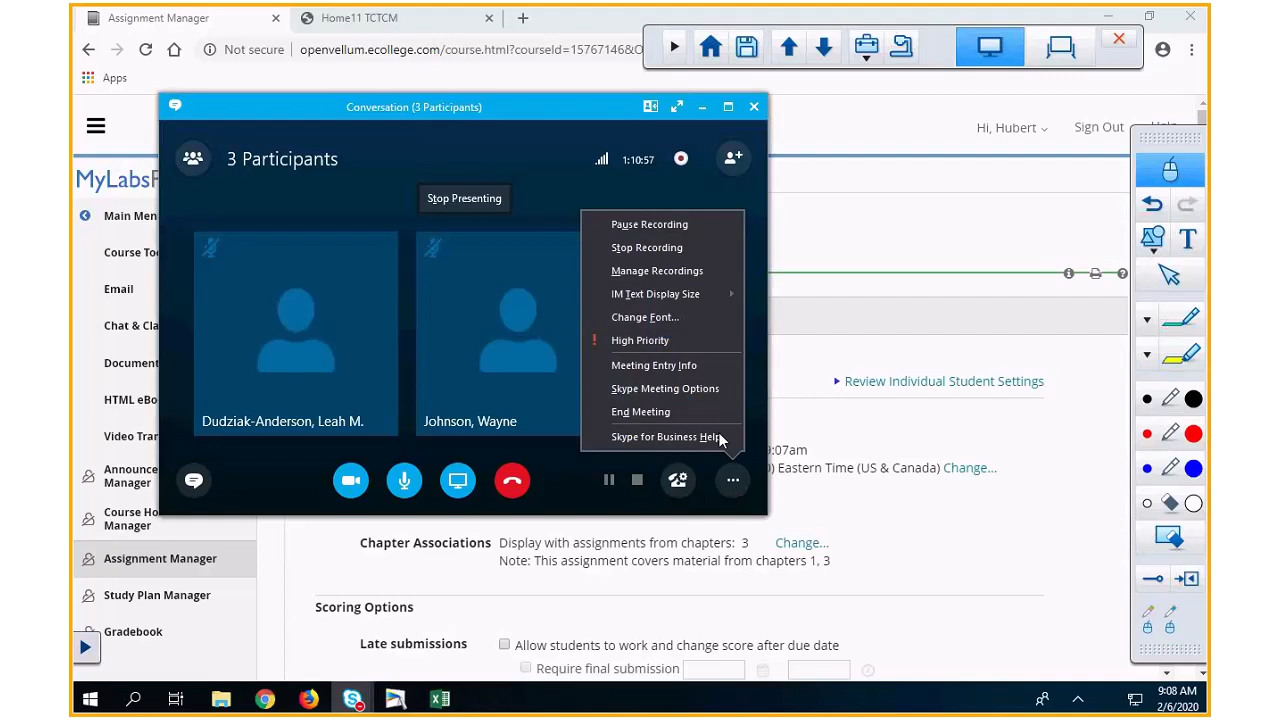 Assignment Manager
Home11 TCTCM
Not secure
openvellum.ecollege.com/course.html?courseId=15767146&O
Apps
Conversation (3 Participants)
Hi, Hubert
Sign Out
3 Participants
1:10:57
MyLabsP
Stop Presenting
Main Men
Course Too
Email
Chat & Cla
Document
HTML eBo
Video Tran
Announce
Manager
Course Ho
Manager
Assignment Manager
Study Plan Manager
Gradebook
Pause Recording
Stop Recording
Manage Recordings
IM Text Display Size
Change Font...
! High Priority
Meeting Entry Info
Skype Meeting Options
End Meeting
Skype for Business Help
Dudziak-Anderson, Leah M.
Johnson, Wayne
T
Review Individual Student Settings
9:07am
) Eastern Time (US & Canada) Change...
Chapter Associations Display with assignments from chapters: 3 Change...
Note: This assignment covers material from chapters 1, 3
Scoring Options
Late submissions Allow students to work and change score after due date
Require final submission
9:08 AM
2/6/2020